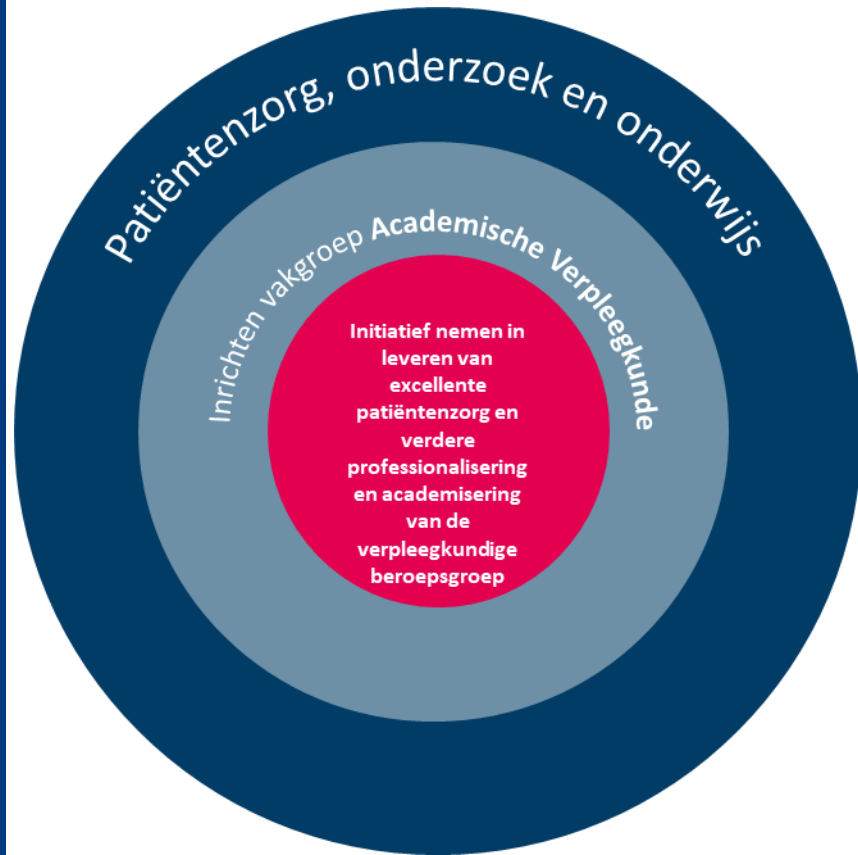 Patiëntenzorg, onderzoek en onderwijs
Inrichten vakgroep Academische Verpleegkunde
Initiatief nemen in
leveren van
excellente
patiëntenzorg en
verdere
professionalisering
en academisering
van de
verpleegkundige
beroepsgroep